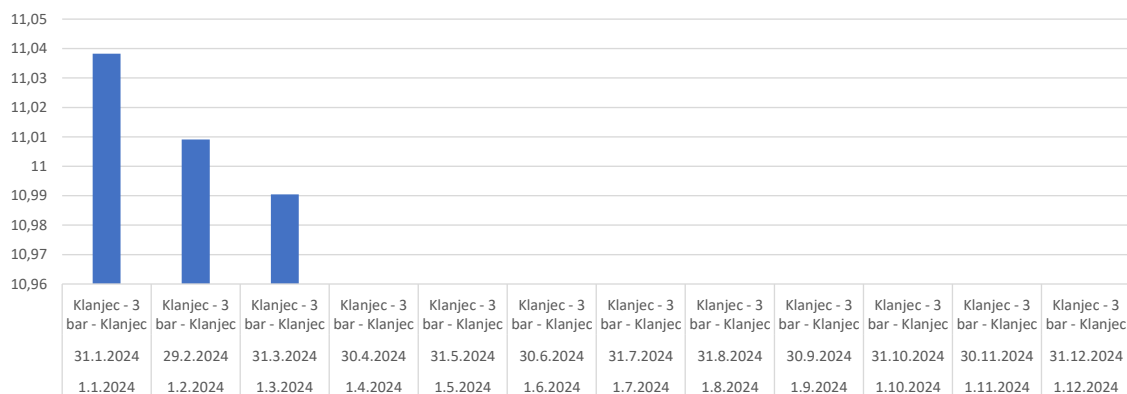 11,05
11,04
11,03
11,02
11,01
11
10,99
10,98
10,97
10,96
Klanjec - 3 Klanjec - 3 Klanjec - 3 Klanjec - 3 Klanjec - 3 Klanjec - 3 Klanjec - 3 Klanjec - 3 Klanjec - 3 Klanjec - 3 Klanjec - 3 Klanjec - 3
bar - Klanjec bar - Klanjec bar - Klanjec bar - Klanjec bar - Klanjec bar - Klanjec bar - Klanjec bar - Klanjec bar - Klanjec bar - Klanjec bar - Klanjec bar - Klanjec
31.1.2024 29.2.2024 31.3.2024 30.4.2024 31.5.2024 30.6.2024 31.7.2024 31.8.2024 30.9.2024 31.10.2024 30.11.2024 31.12.2024
1.1.2024 1.2.2024 1.3.2024 1.4.2024 1.5.2024 1.6.2024 1.7.2024 1.8.2024 1.9.2024 1.10.2024 1.11.2024 1.12.2024